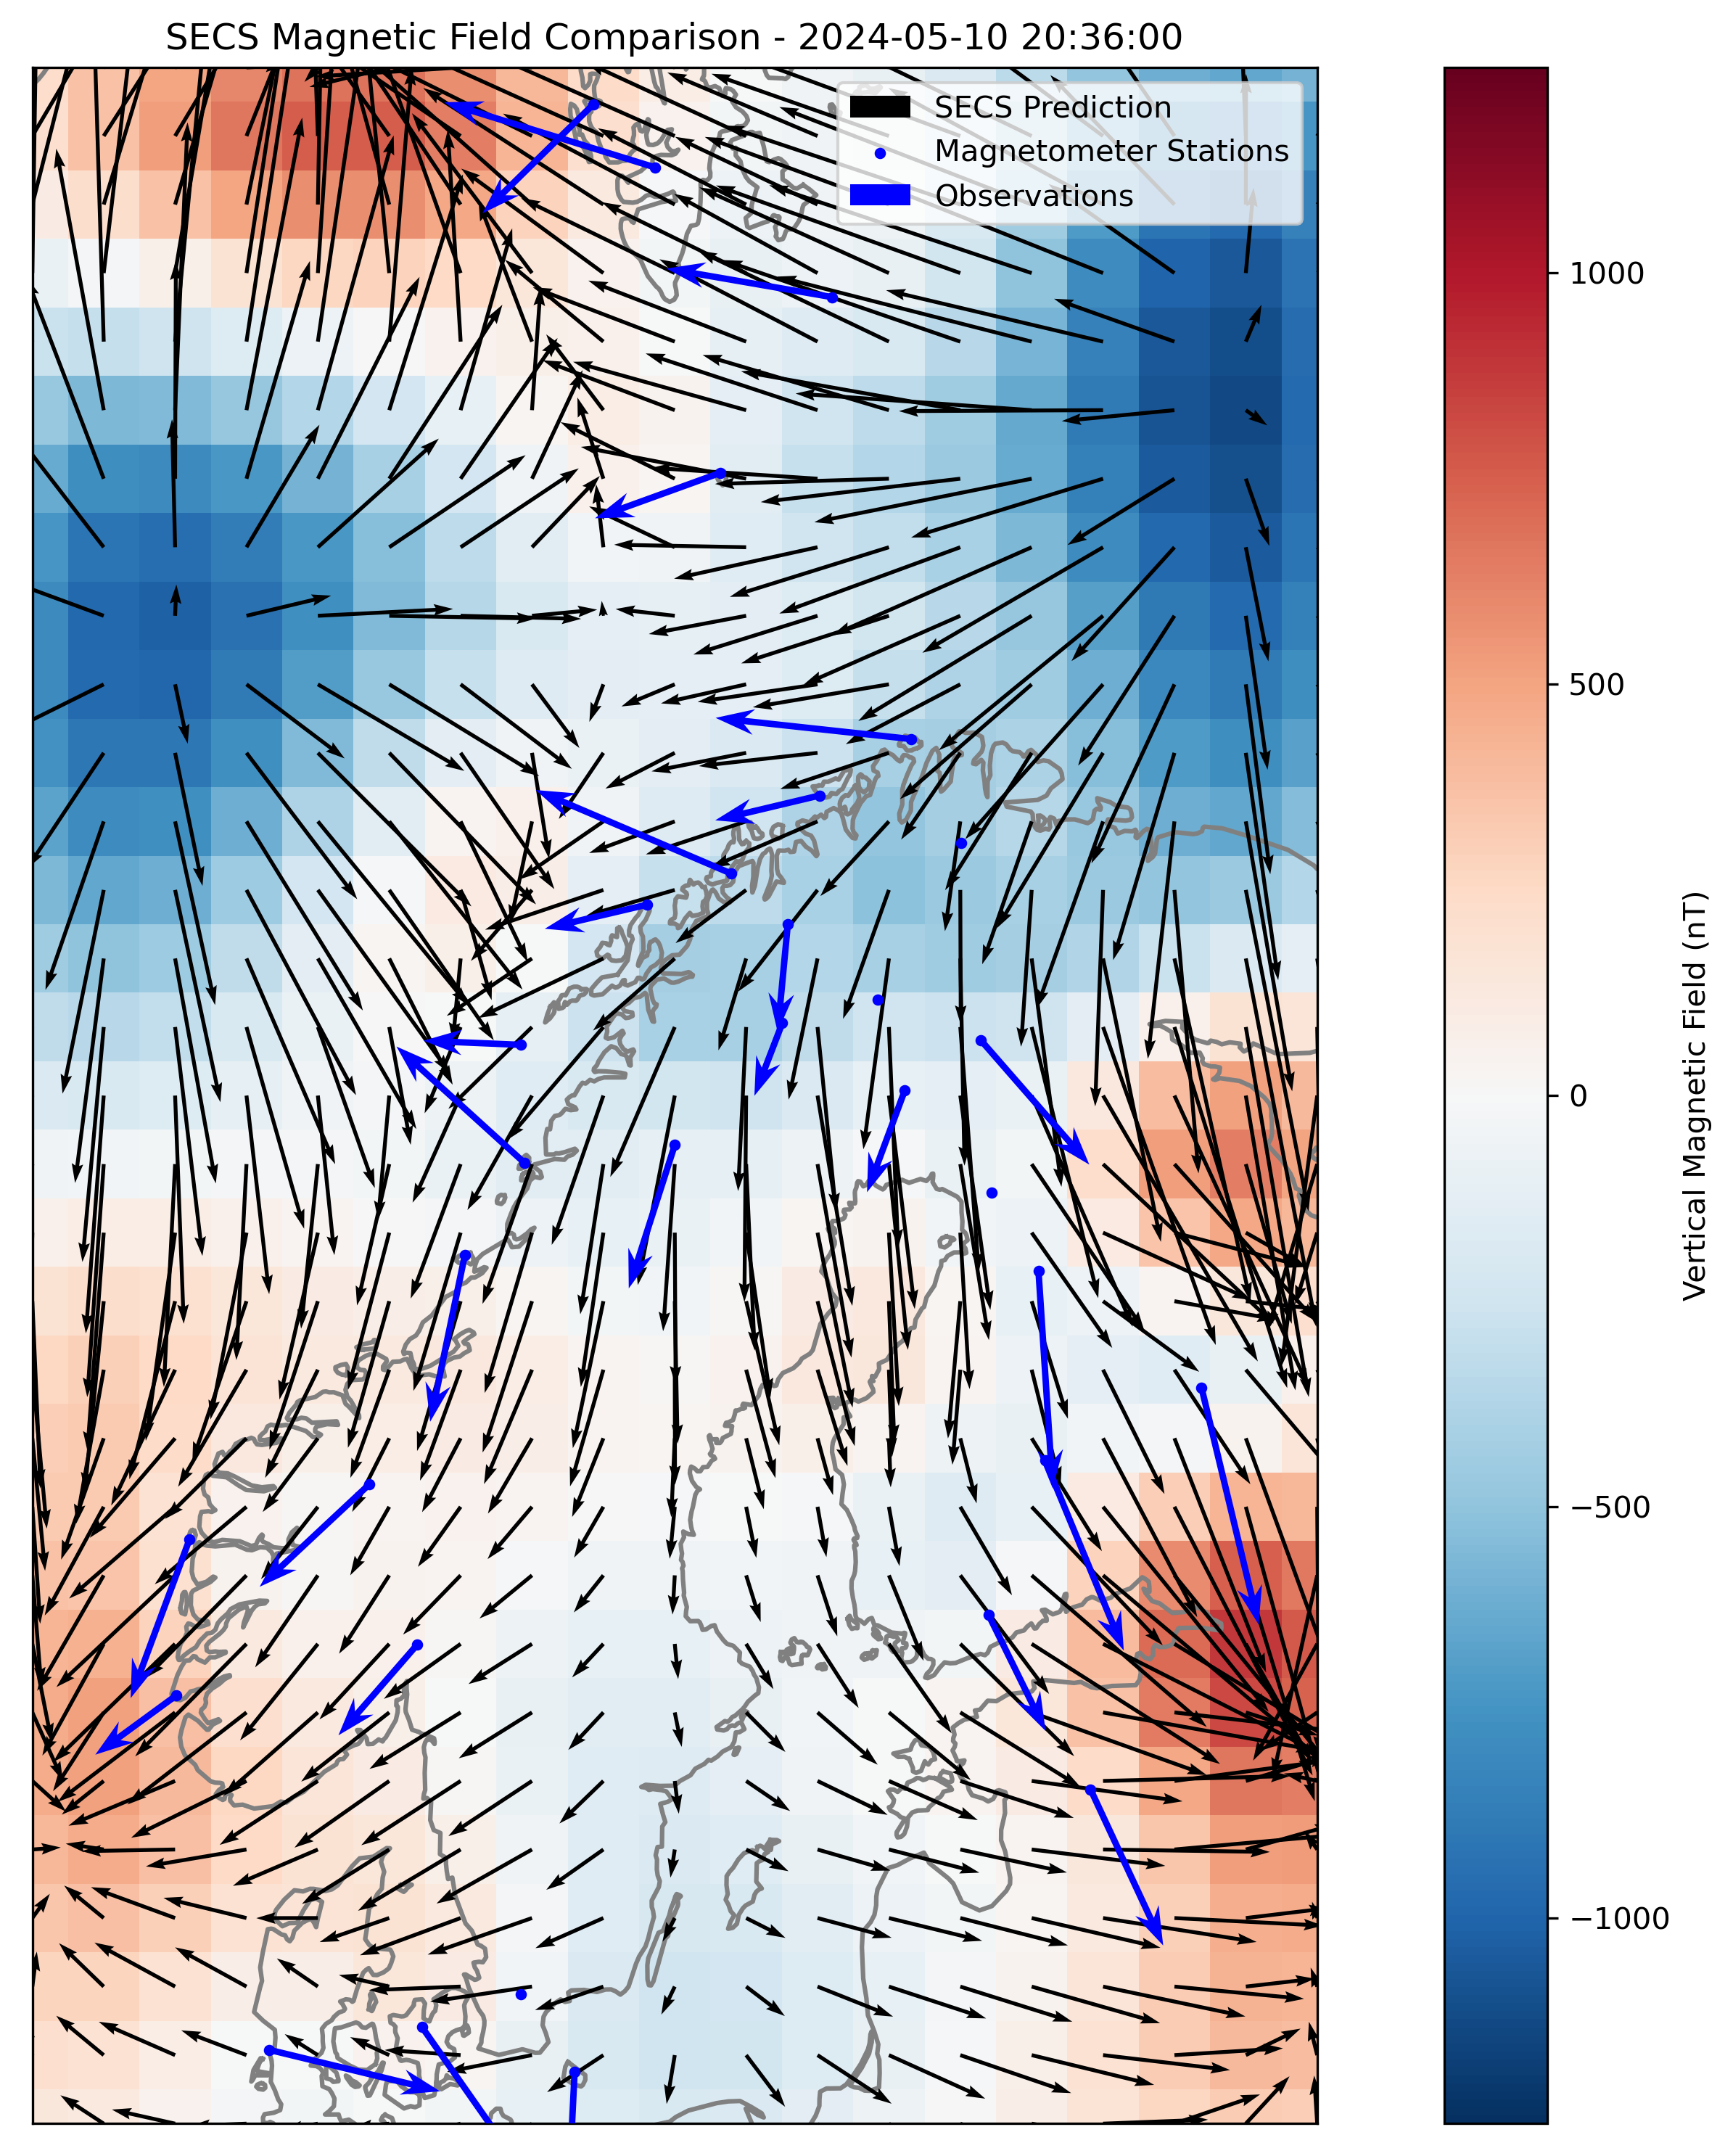 SECS Magnetic Field Comparison - 2024-05-10 20:36:00
SECS Prediction
Magnetometer Stations
Observations
1000
500
0
−500
−1000
Vertical Magnetic Field (nT)